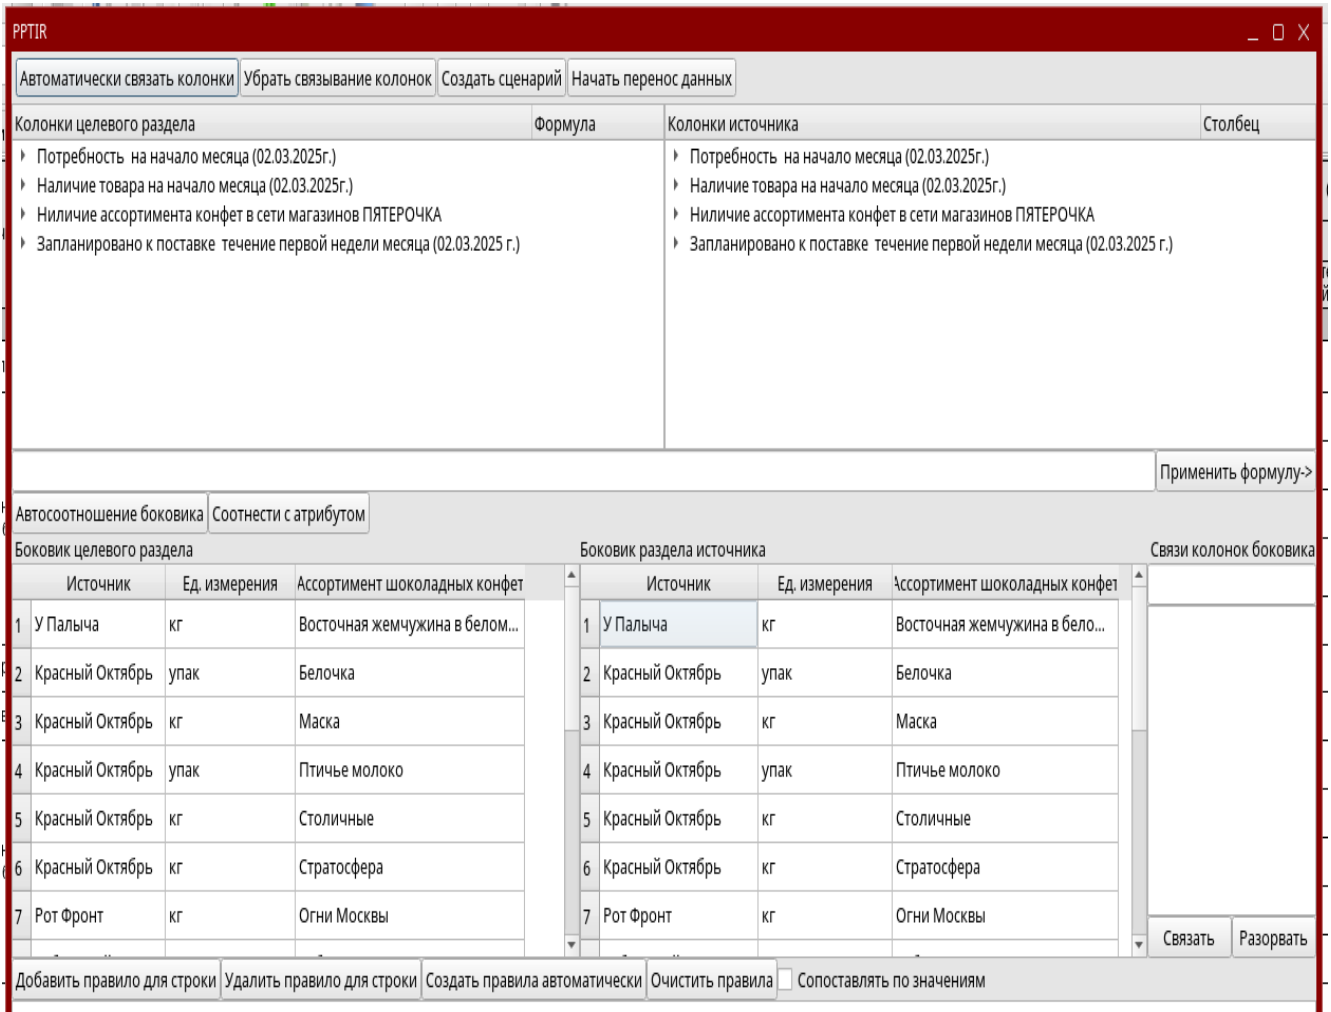 PPTIR
Автоматически связать колонки Убрать связывание колонок Создать сценарий Начать перенос данных
Колонки целевого раздела Формула Колонки источника Столбец
Потребность на начало месяца (02.03.2025г.) Потребность на начало месяца (02.03.2025г.)
Наличие товара на начало месяца (02.03.2025г.) Наличие товара на начало месяца (02.03.2025г.)
Ниличие ассортимента конфет в сети магазинов ПЯТЕРОЧКА Ниличие ассортимента конфет в сети магазинов ПЯТЕРОЧКА
Запланировано к поставке течение первой недели месяца (02.03.2025 г.) Запланировано к поставке течение первой недели месяца (02.03.2025 г.)
Применить формулу->
Автосоотношение боковика Соотнести с атрибутом
Боковик целевого раздела Боковик раздела источника Связи колонок боковика
Источник Ед. измерения Ассортимент шоколадных конфет Источник Ед. измерения Ассортимент шоколадных конфет
1 У Палыча кг Восточная жемчужина в белом... 1 У Палыча кг Восточная жемчужина в бело...
2 Красный Октябрь упак Белочка 2 Красный Октябрь упак Белочка
3 Красный Октябрь кг Маска 3 Красный Октябрь кг Маска
4 Красный Октябрь упак Птичье молоко 4 Красный Октябрь упак Птичье молоко
5 Красный Октябрь кг Столичные 5 Красный Октябрь кг Столичные
6 Красный Октябрь кг Стратосфера 6 Красный Октябрь кг Стратосфера
7 Рот Фронт кг Огни Москвы 7 Рот Фронт кг Огни Москвы
Связать Разорвать
Добавить правило для строки Удалить правило для строки Создать правила автоматически Очистить правила Сопоставлять по значениям